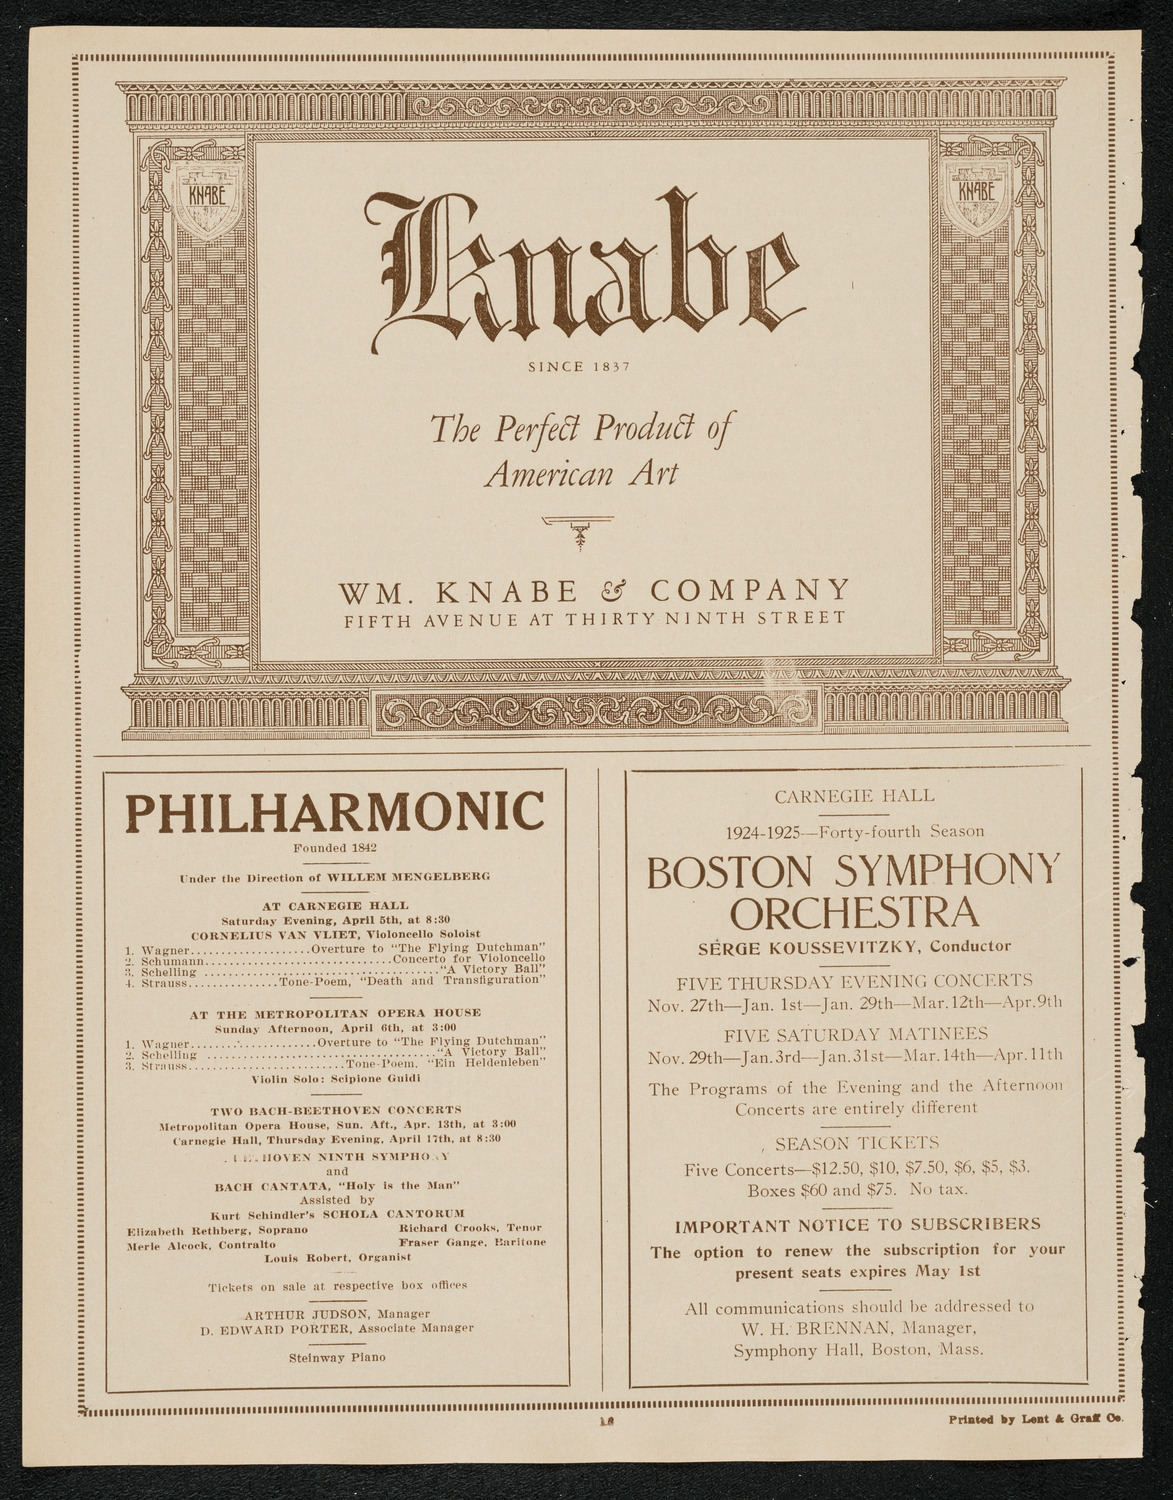 KNABE
KNABE
Knabe
SINCE 1837
The Perfect Product of
American Art
WM. KNABE & COMPANY
FIFTH AVENUE AT THIRTY NINTH STREET
PHILHARMONIC
Founded 1842
Under the Direction of WILLEM MENGELBERG
AT CARNEGIE HALL
Saturday Evening, April 5th, at 8:30
CORNELIUS VAN VLIET, Violoncello Soloist
1. Wagner....................Overture to “The Flying Dutchman”
2. Schumann..............................Concerto for Violoncello
3. Schelling ......................................“A Victory Ball”
4. Strauss...............Tone-Poem, “Death and Transfiguration”
AT THE METROPOLITAN OPERA HOUSE
Sunday Afternoon, April 6th, at 3:00
1. Wagner.....................Overture to “The Flying Dutchman”
2. Schelling .....................................“A Victory Ball”
3. Strauss.........................Tone-Poem, “Ein Heldenleben”
Violin Solo: Scipione Guidi
TWO BACH-BEETHOVEN CONCERTS
Metropolitan Opera House, Sun. Aft., Apr. 13th, at 3:00
Carnegie Hall, Thursday Evening, April 17th, at 8:30
NINTH
and
BACH CANTATA, “Holy is the Man”
Assisted by
Kurt Schindler's SCHOLA CANTORUM
Elizabeth Rethberg, Soprano Richard Crooks, Tenor
Merle Alcock, Contralto Fraser Gange, Baritone
Louis Robert, Organist
Tickets on sale at respective box offices
ARTHUR JUDSON, Manager
D. EDWARD PORTER, Associate Manager
Steinway Piano
CARNEGIE HALL
1924-1925—Forty-fourth Season
BOSTON SYMPHONY
ORCHESTRA
SÉRGE KOUSSEVITZKY, Conductor
FIVE THURSDAY EVENING CONCERTS
Nov. 27th—Jan. 1st—Jan. 29th—Mar. 12th—Apr. 9th
FIVE SATURDAY MATINEES
Nov. 29th—Jan. 3rd—Jan. 31st—Mar. 14th—Apr. 11th
The Programs of the Evening and the Afternoon
Concerts are entirely different
SEASON TICKETS
Five Concerts—$12.50, $10, $7.50, $6, $5, $3.
Boxes $60 and $75. No tax.
IMPORTANT NOTICE TO SUBSCRIBERS
The option to renew the subscription for your
present seats expires May 1st
All communications should be addressed to
W. H. BRENNAN, Manager,
Symphony Hall, Boston, Mass.
Printed by Lent & Graff Co.